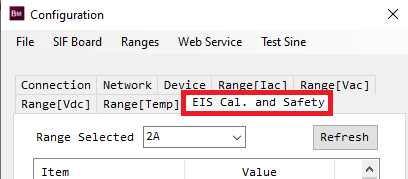 BM Configuration
File SIF Board Ranges Web Service Test Sine
Connection Network Device Range[Iac] Range[Vac]
Range[Vdc] Range[Temp] EIS Cal. and Safety
Range Selected 2A Refresh
Item Value